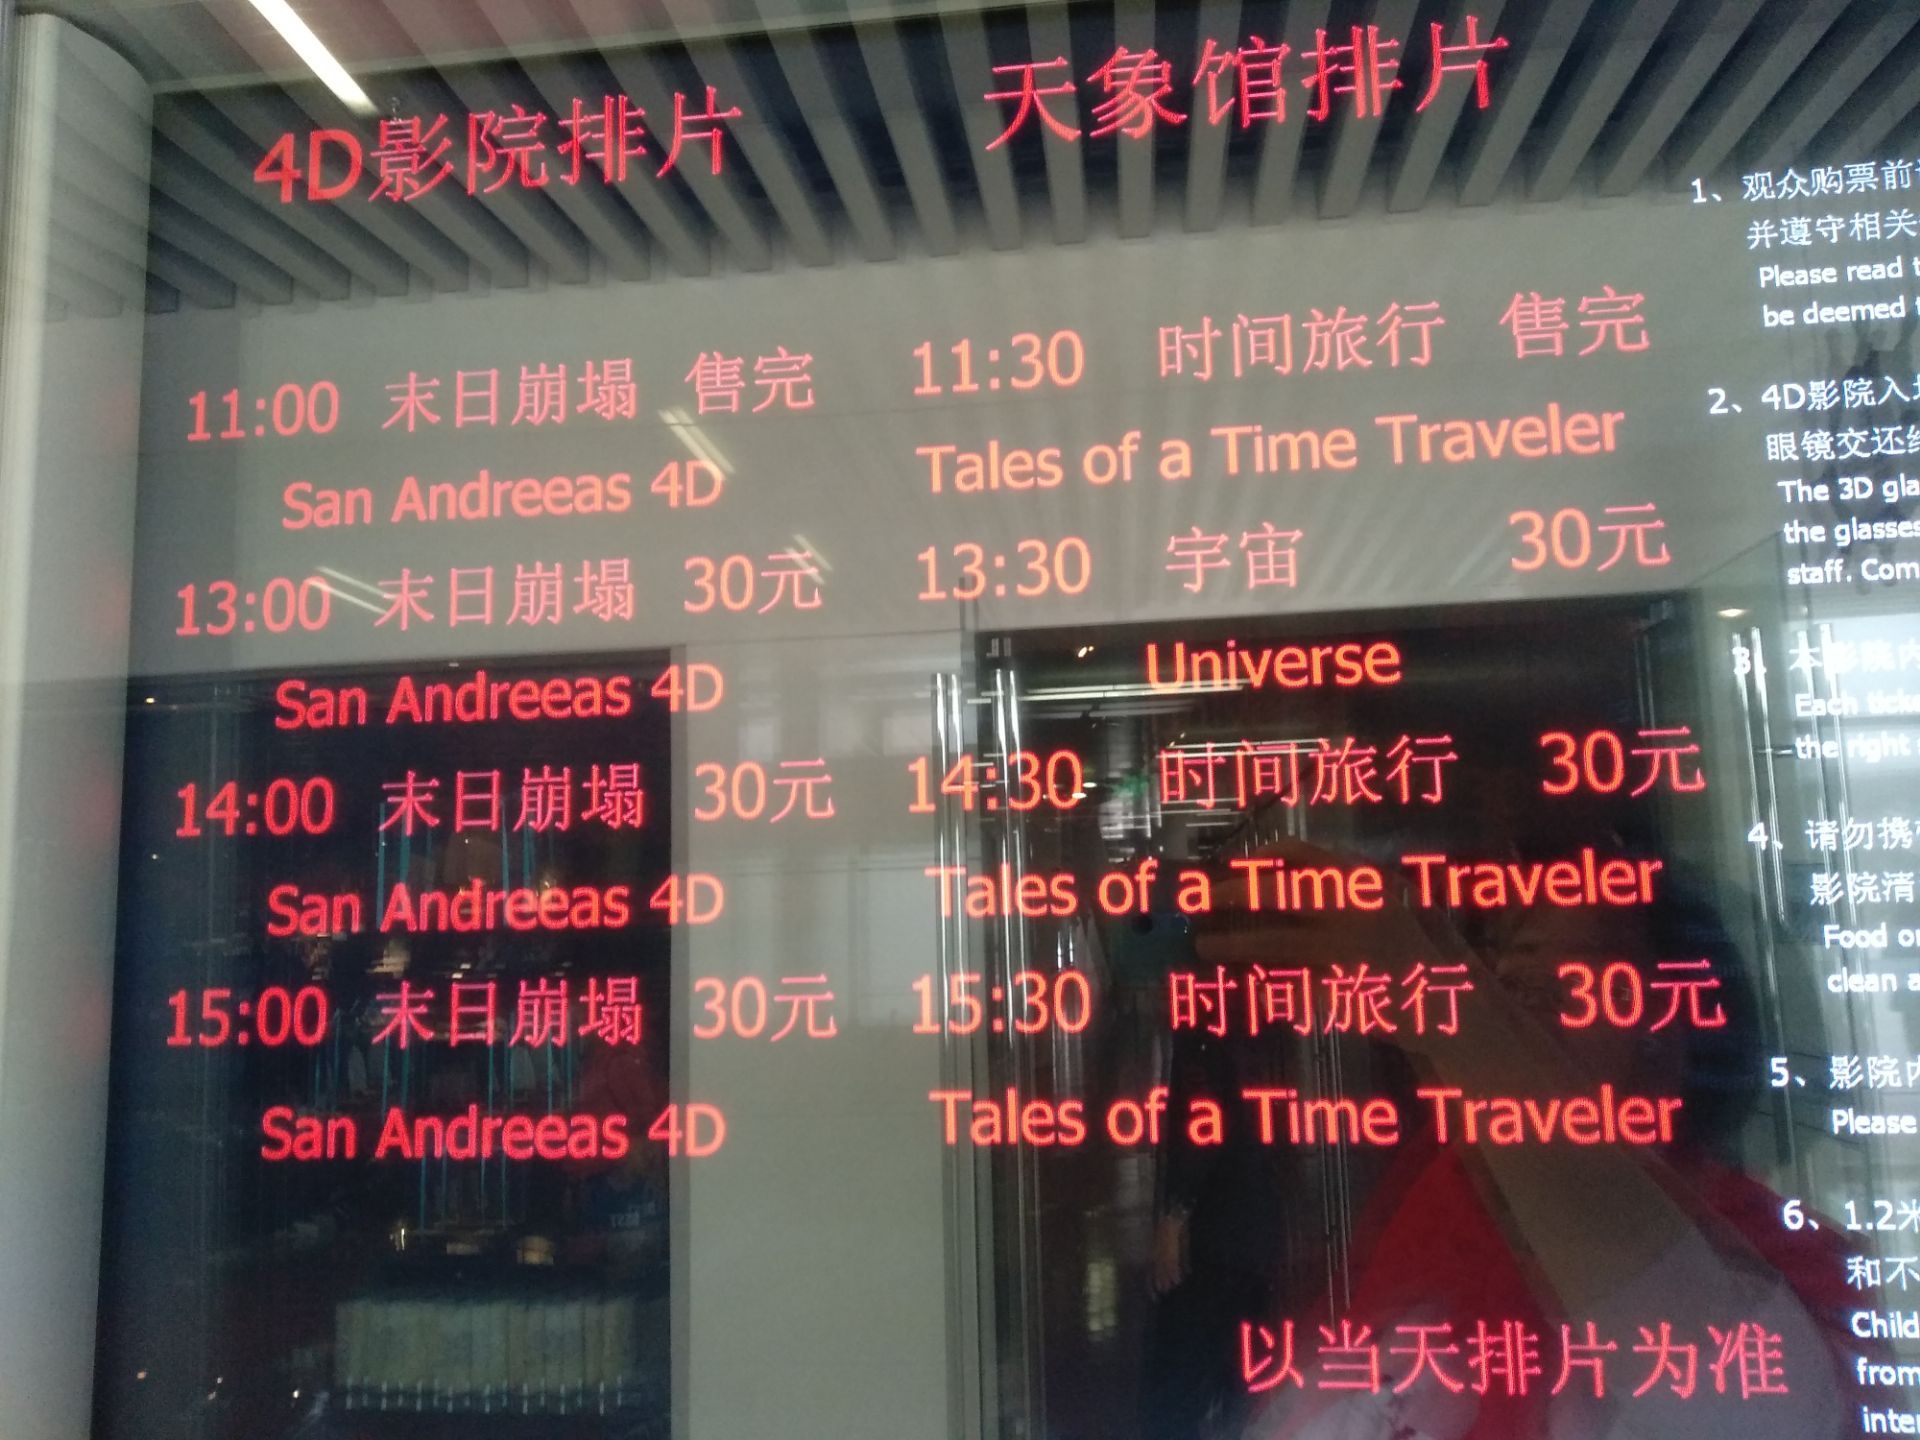 4D影院排片
11:00 末日崩塌 售完
San Andreeas 4D
13:00 末日崩塌 30元
San Andreeas 4D
14:00 末日崩塌 30元
San Andreeas 4D
15:00 末日崩塌 30元
San Andreeas 4D
天象馆排片
11:30 时间旅行 售完
Tales of a Time Traveler
13:30 宇宙 30元
Universe
14:30 时间旅行 30元
Tales of a Time Traveler
15:30 时间旅行 30元
Tales of a Time Traveler
以当天排片为准
1、观众购票前
并遵守相关
Please read
be deemed
2、4D影院入
眼镜交还
The 3D
the glasses
staff.
3、本影院内
Each
the right
4、请勿携
影院清
Food
clean
5、影院内
Please
6、1.2米
和不
from